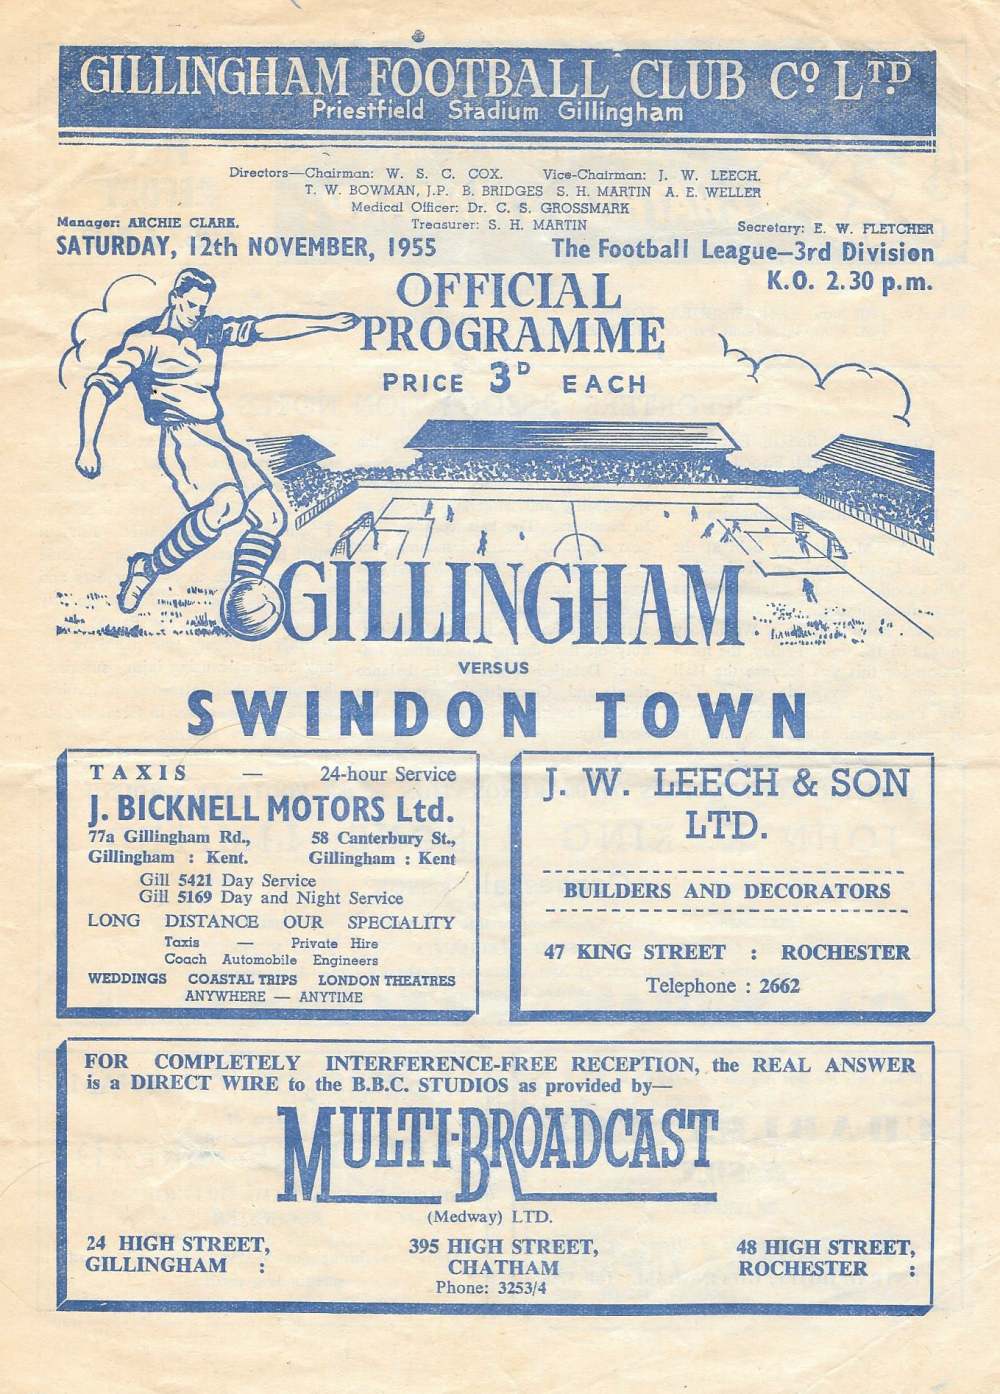 GILLINGHAM FOOTBALL CLUB Cº LTD.
Priestfield Stadium Gillingham
Directors—Chairman: W. S. C. COX. Vice-Chairman: J. W. LEECH.
T. W. BOWMAN, J.P. B. BRIDGES S. H. MARTIN A. E. WELLER
Medical Officer: Dr. C. S. GROSSMARK
Manager: ARCHIE CLARK. Treasurer: S. H. MARTIN Secretary: E. W. FLETCHER
SATURDAY, 12th NOVEMBER, 1955 The Football League—3rd Division
K.O. 2.30 p.m.
OFFICIAL
PROGRAMME
PRICE 3D EACH
GILLINGHAM
VERSUS
SWINDON TOWN
TAXIS — 24-hour Service
J. BICKNELL MOTORS Ltd.
77a Gillingham Rd., 58 Canterbury St.,
Gillingham : Kent. Gillingham : Kent
Gill 5421 Day Service
Gill 5169 Day and Night Service
LONG DISTANCE OUR SPECIALITY
Taxis — Private Hire
Coach Automobile Engineers
WEDDINGS COASTAL TRIPS LONDON THEATRES
ANYWHERE — ANYTIME
J. W. LEECH & SON
LTD.
BUILDERS AND DECORATORS
47 KING STREET : ROCHESTER
Telephone : 2662
FOR COMPLETELY INTERFERENCE-FREE RECEPTION, the REAL ANSWER
is a DIRECT WIRE to the B.B.C. STUDIOS as provided by—
MULTI-BROADCAST
(Medway) LTD.
24 HIGH STREET, 395 HIGH STREET, 48 HIGH STREET,
GILLINGHAM : CHATHAM ROCHESTER :
Phone: 3253/4